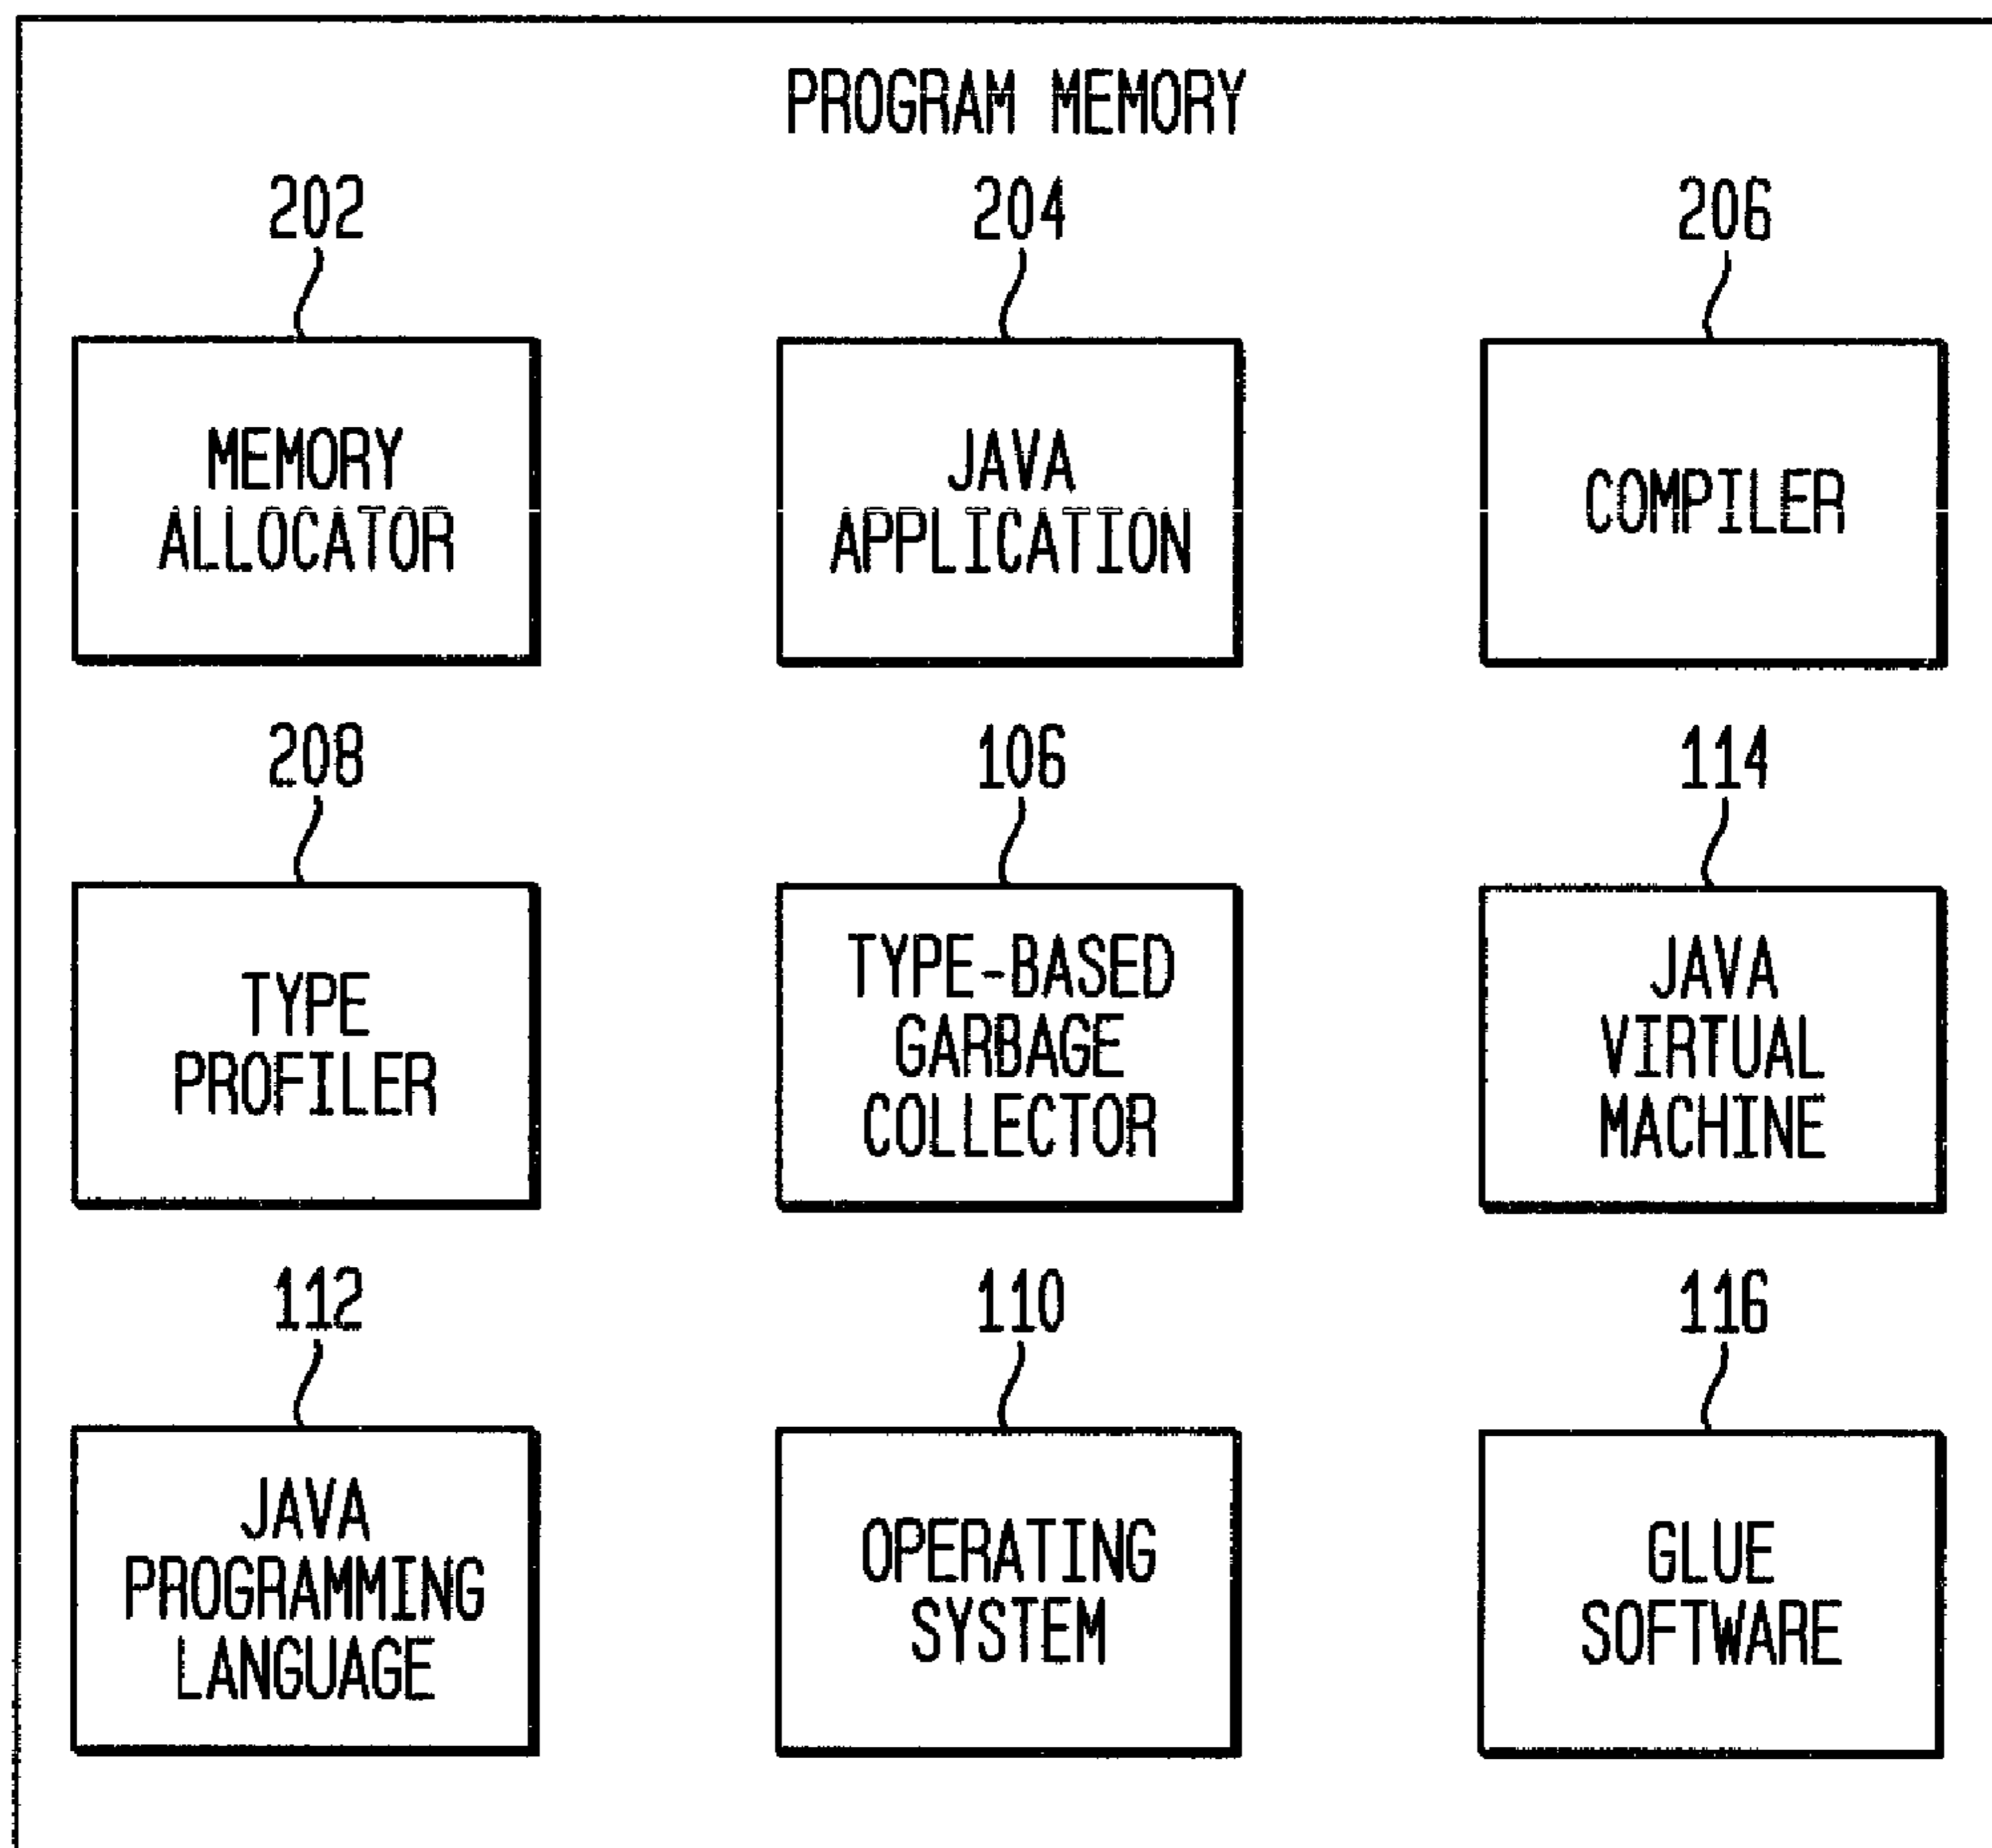 PROGRAM MEMORY
202
204
206
MEMORY
ALLOCATOR
JAVA
APPLICATION
COMPILER
208
106
114
TYPE
PROFILER
TYPE-BASED
GARBAGE
COLLECTOR
JAVA
VIRTUAL
MACHINE
112
110
116
JAVA
PROGRAMMING
LANGUAGE
OPERATING
SYSTEM
GLUE
SOFTWARE